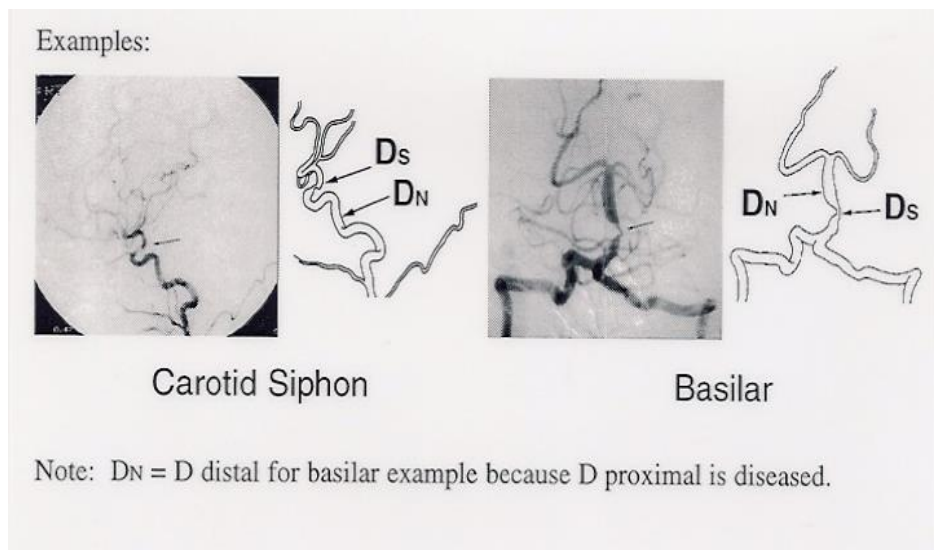 Examples:
Ds
DN
DN
Ds
Carotid Siphon
Basilar
Note: DN = D distal for basilar example because D proximal is diseased.